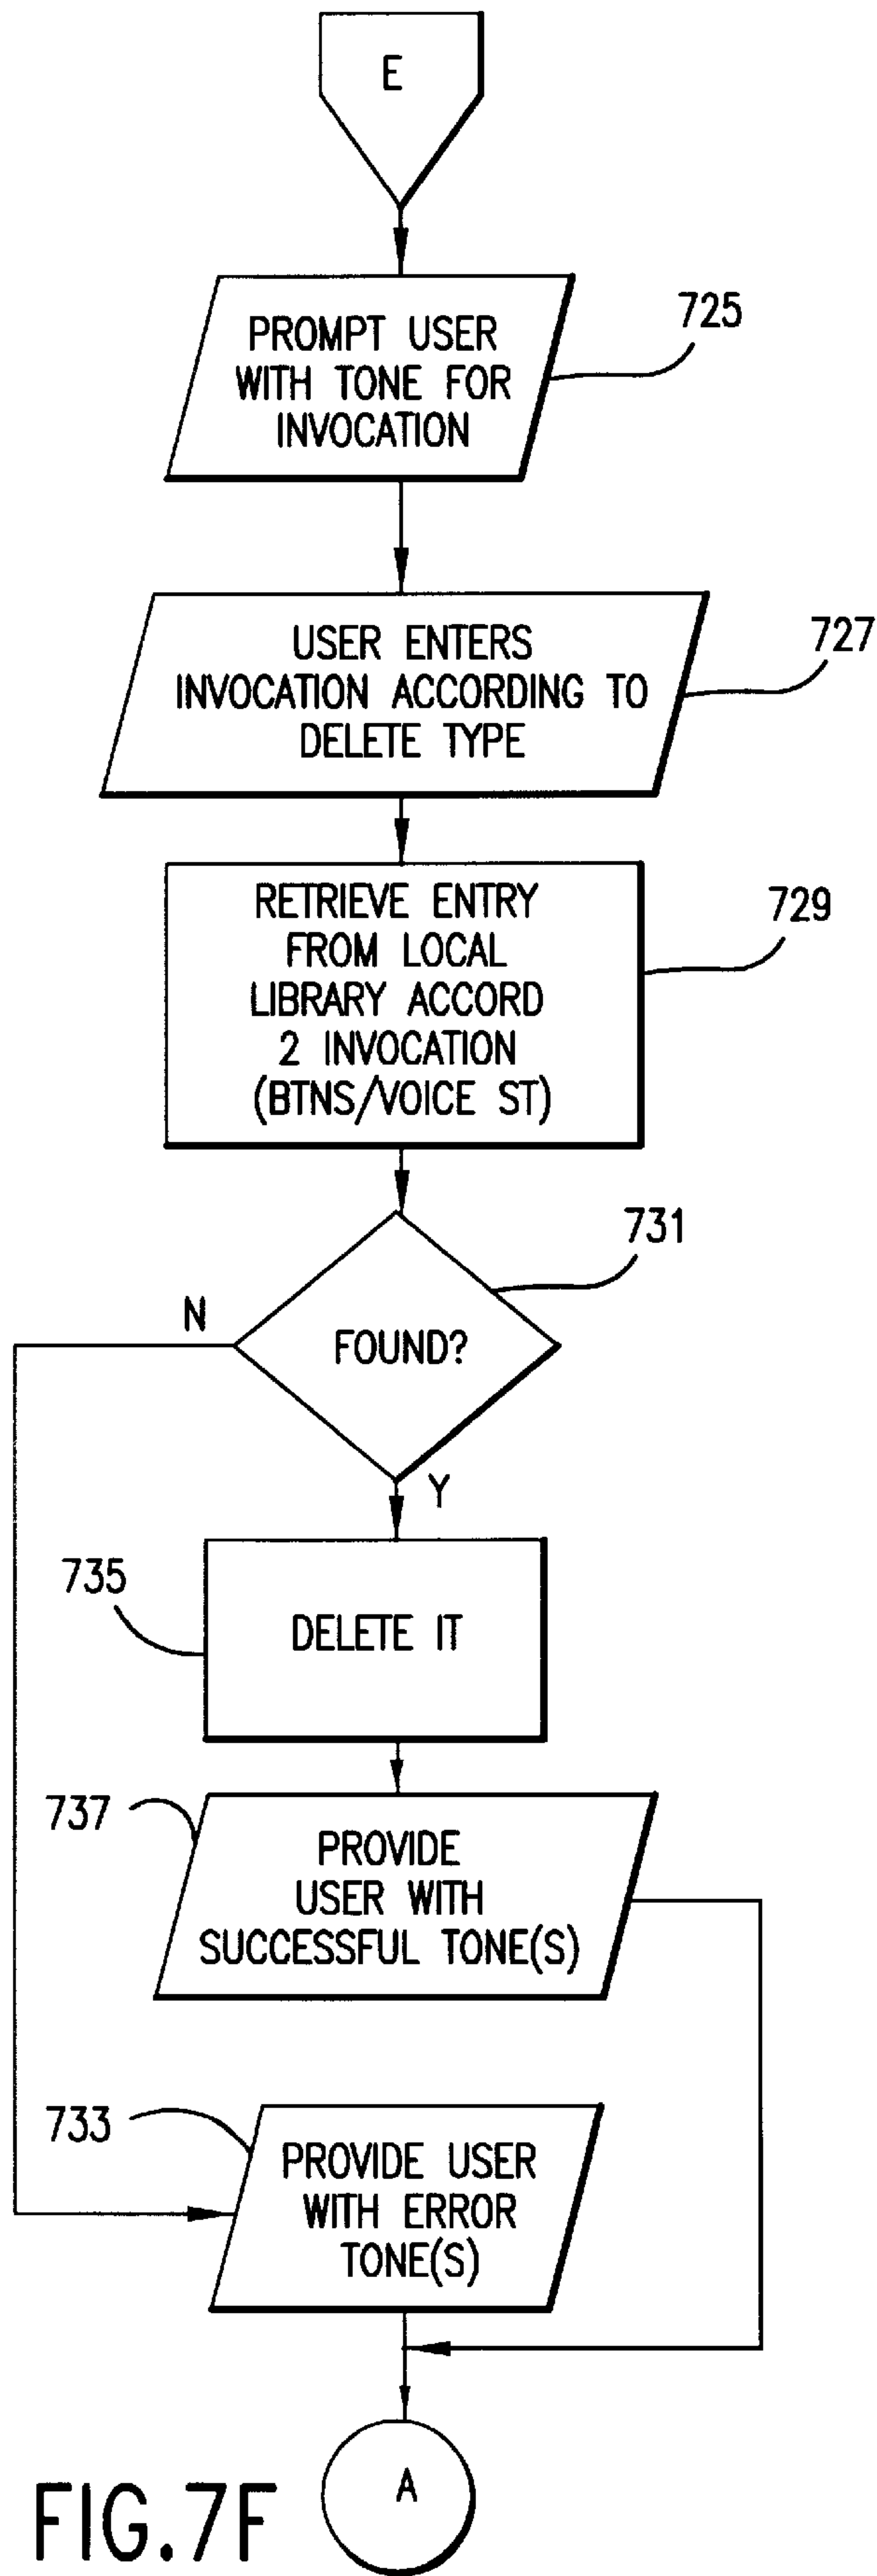 E
PROMPT USER
WITH TONE FOR
INVOCATION
725
USER ENTERS
INVOCATION ACCORDING TO
DELETE TYPE
727
RETRIEVE ENTRY
FROM LOCAL
LIBRARY ACCORD
2 INVOCATION
(BTNS/VOICE ST)
729
731
N
FOUND?
Y
735
DELETE IT
737
PROVIDE
USER WITH
SUCCESSFUL TONE(S)
733
PROVIDE USER
WITH ERROR
TONE(S)
A
FIG.7F